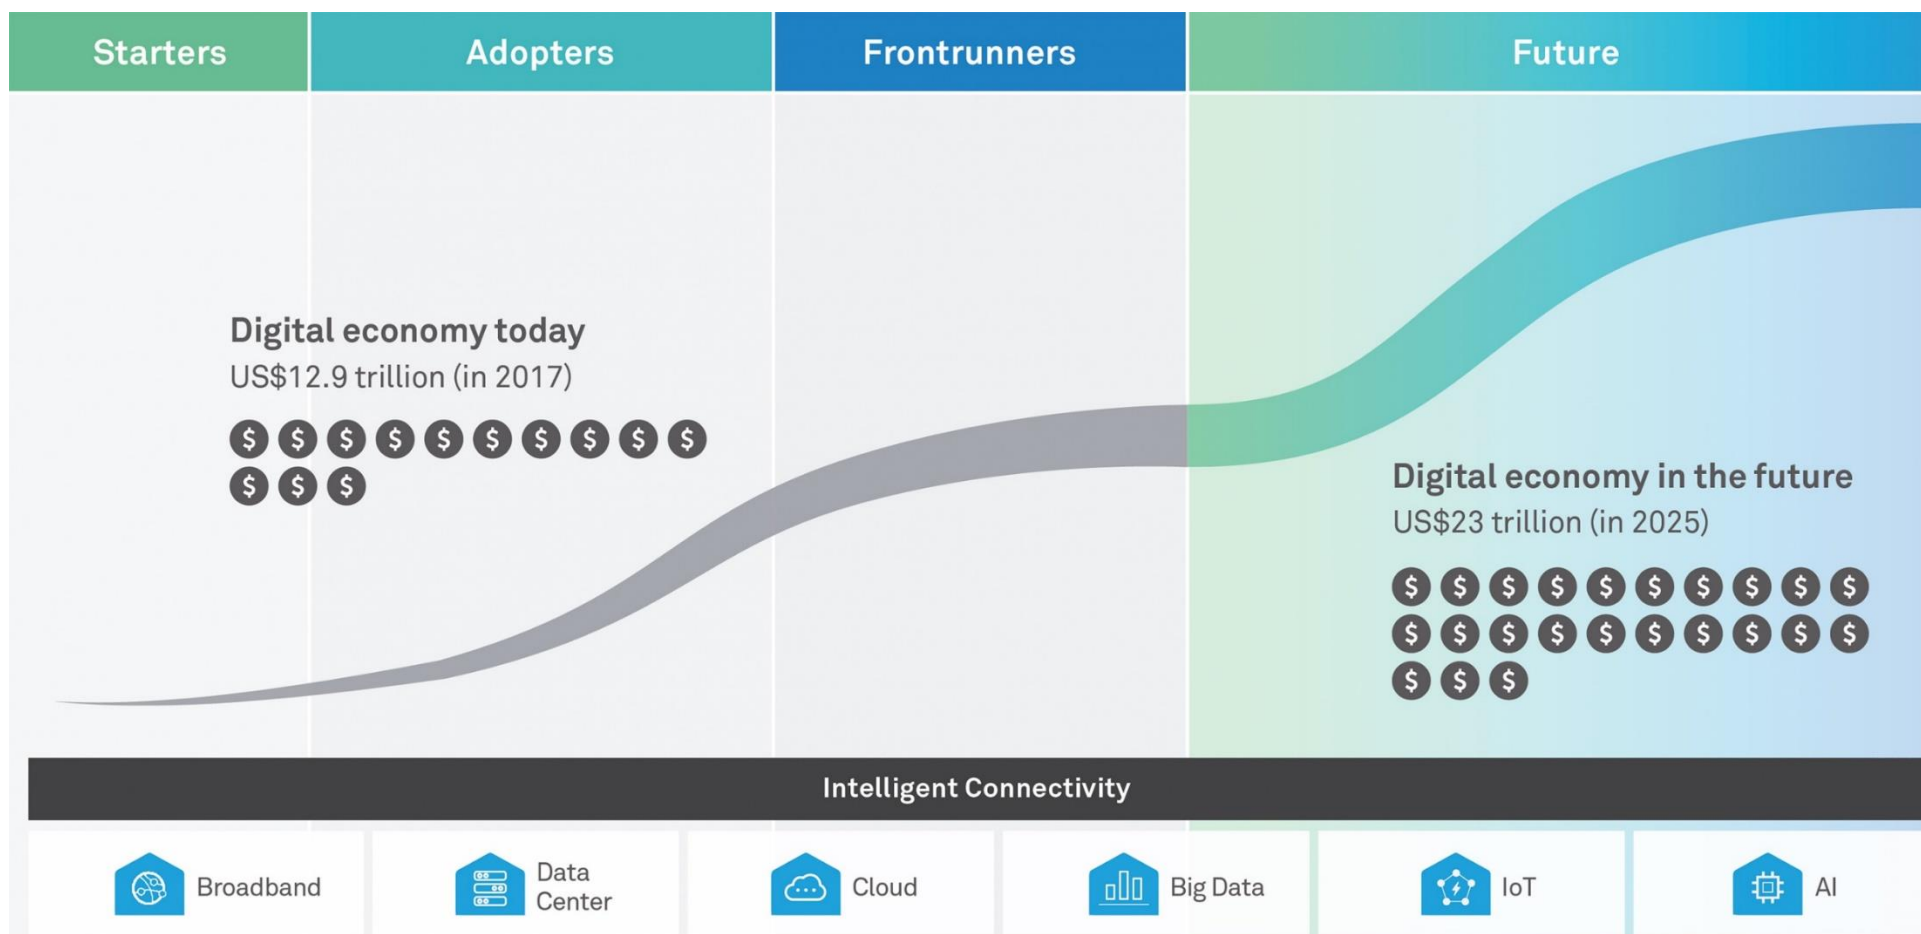 Starters
Adopters
Frontrunners
Future
Digital economy today
US$12.9 trillion (in 2017)
$ $ $ $ $ $ $ $ $ $
$ $ $
Digital economy in the future
US$23 trillion (in 2025)
$ $ $ $ $ $ $ $ $ $
$ $ $ $ $ $ $ $ $ $
$ $ $
Intelligent Connectivity
Broadband
Data
Center
Cloud
Big Data
IoT
AI